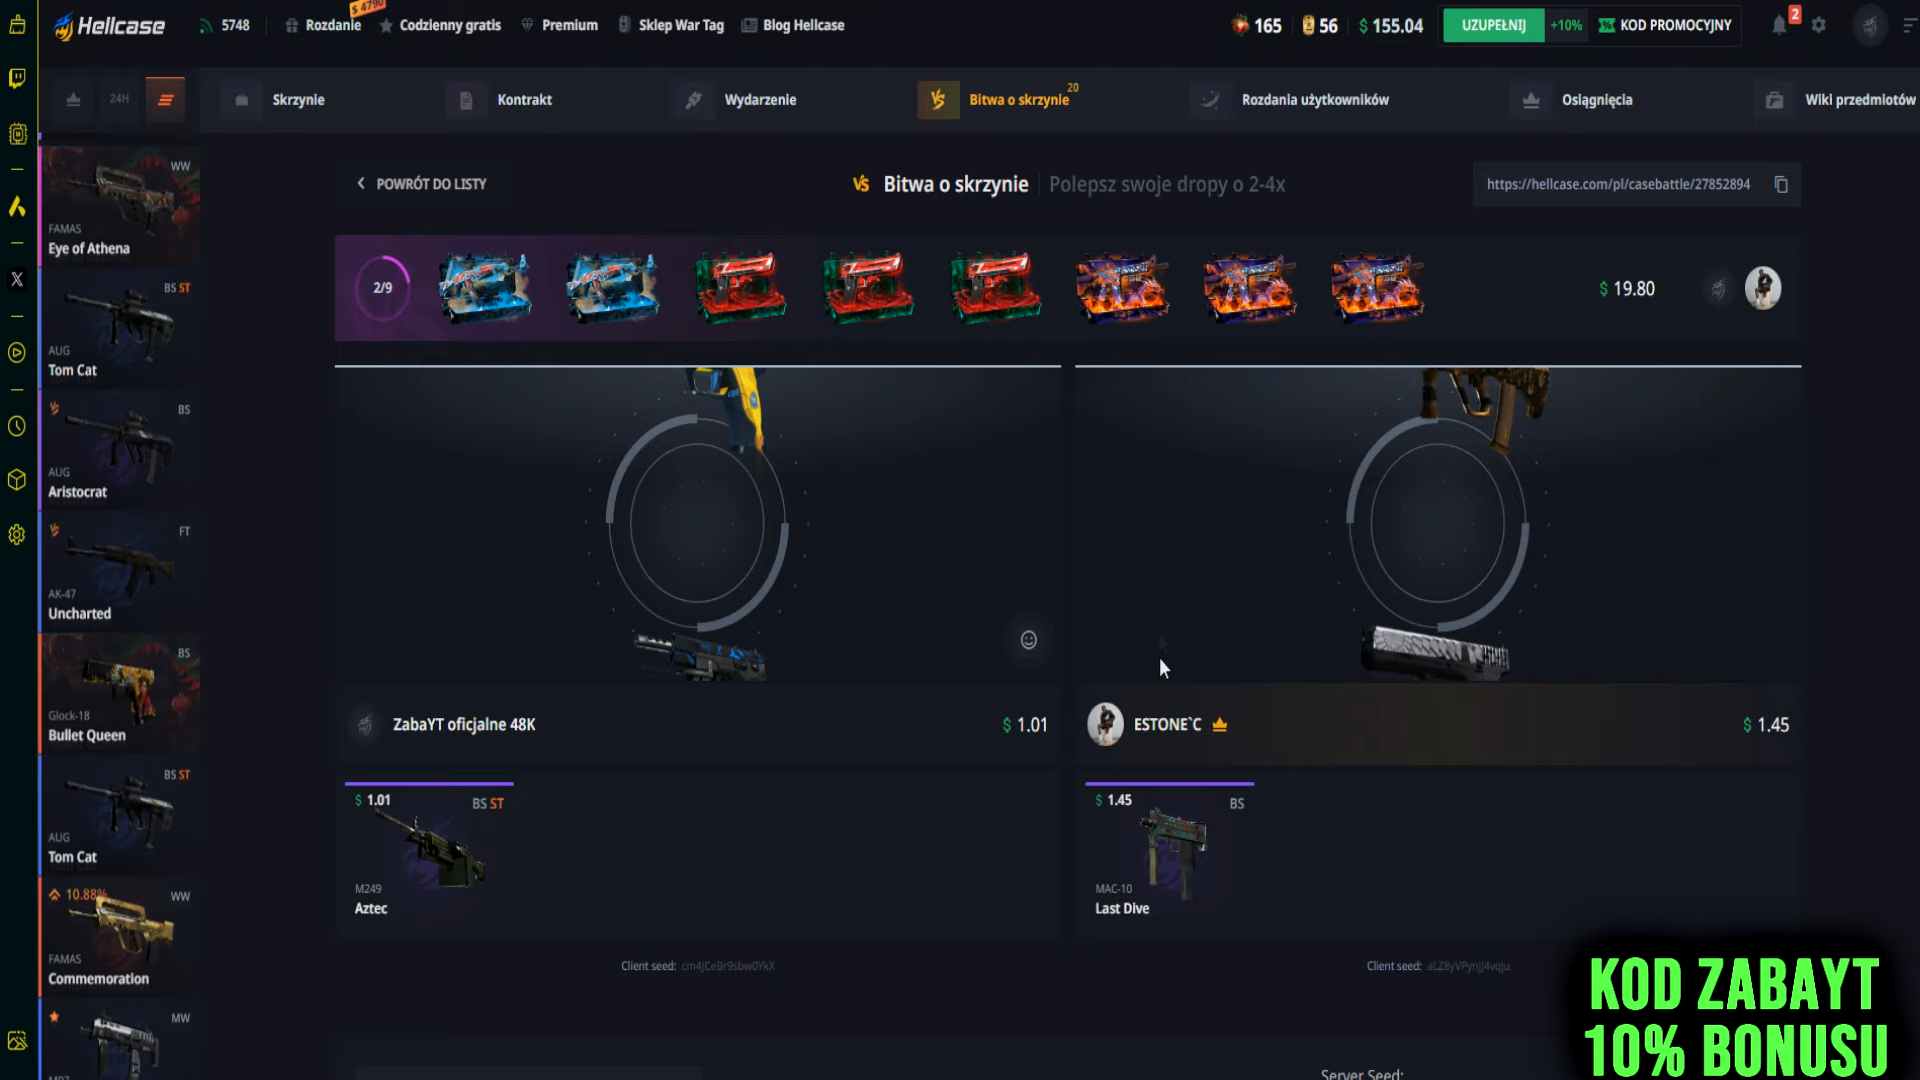 Hellcase
5748
Rozdanie
$ 4790
Codzienny gratis
Premium
Sklep War Tag
Blog Hellcase
165
56
$ 155.04
UZUPEŁNIJ
+10%
KOD PROMOCYJNY
2
24H
Skrzynie
Kontrakt
Wydarzenie
VS
Bitwa o skrzynie
20
Rozdania użytkowników
Osiągnięcia
Wiki przedmiotów
POWRÓT DO LISTY
VS Bitwa o skrzynie
Polepsz swoje dropy o 2-4x
https://hellcase.com/pl/casebattle/27852894
2/9
$ 19.80
WW
FAMAS
Eye of Athena
BS ST
AUG
Tom Cat
BS
AUG
Aristocrat
FT
AK-47
Uncharted
BS
Glock-18
Bullet Queen
BS ST
AUG
Tom Cat
10.88%
WW
FAMAS
Commemoration
MW
ZabaYT oficjalne 48K
$ 1.01
ESTONE`C
$ 1.45
$ 1.01
BS ST
M249
Aztec
$ 1.45
BS
MAC-10
Last Dive
Client seed: cm4JCeBr9sbw0YkX
Client seed: aLZ8yVPynJJ4vqju
Server Seed:
KOD ZABAYT
10% BONUSU